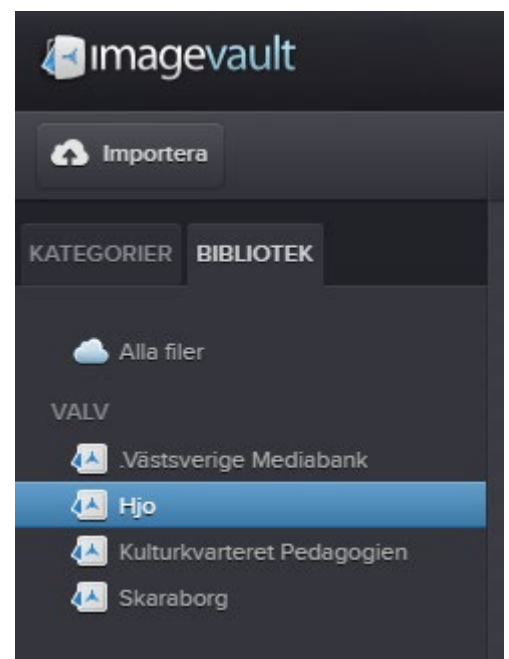 imagevault
Importera
KATEGORIER BIBLIOTEK
Alla filer
VALV
.Västsverige Mediabank
Hjo
Kulturkvarteret Pedagogien
Skaraborg